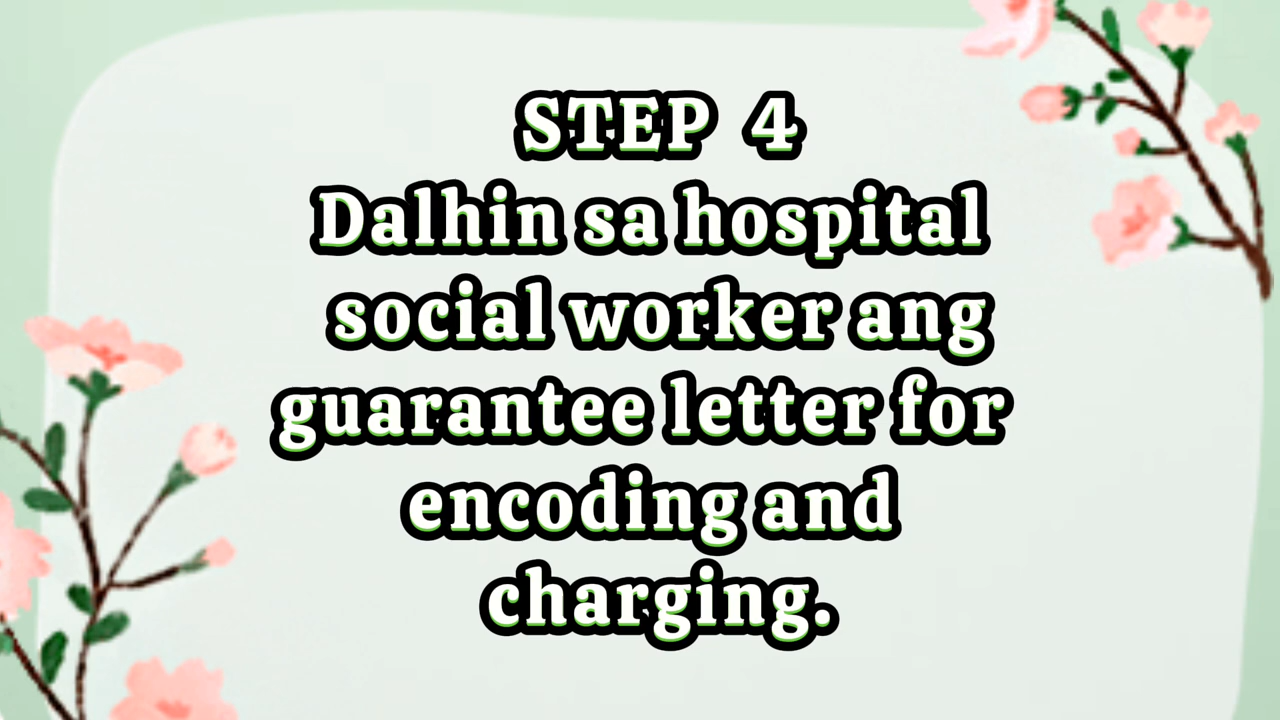 STEP 4
Dalhin sa hospital
social worker ang
guarantee letter for
encoding and
charging.